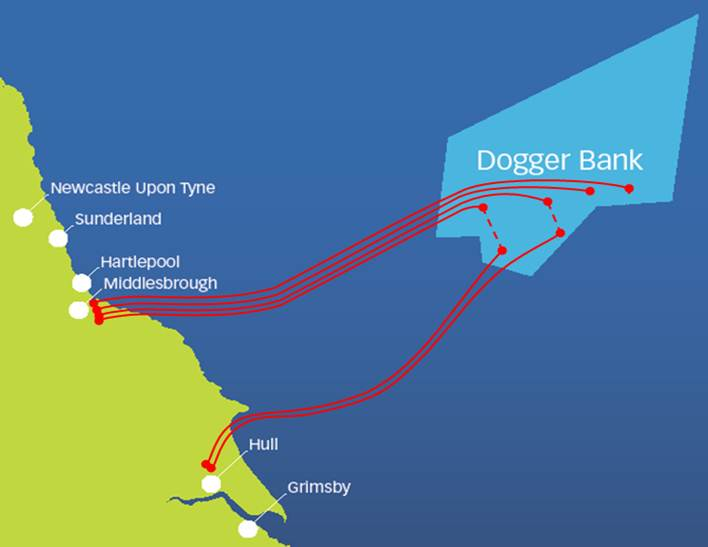 Dogger Bank
Newcastle Upon Tyne
Sunderland
Hartlepool
Middlesbrough
Hull
Grimsby